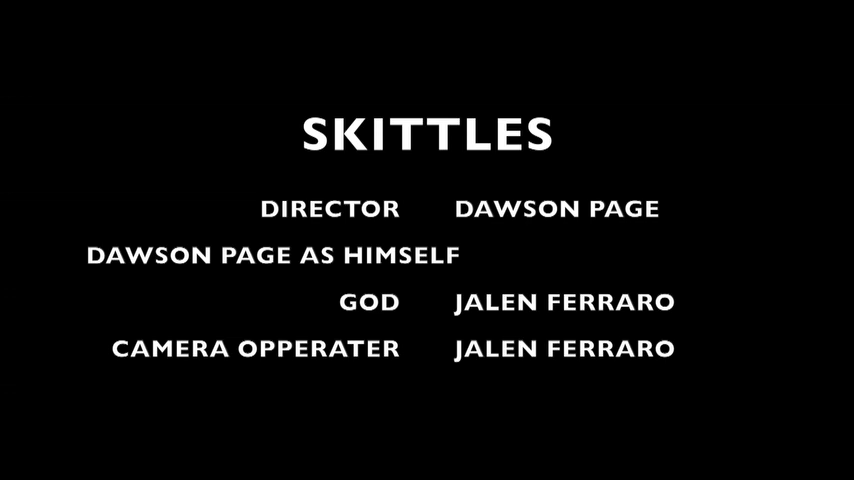 SKITTLES
DIRECTOR DAWSON PAGE
DAWSON PAGE AS HIMSELF
GOD JALEN FERRARO
CAMERA OPPERATER JALEN FERRARO